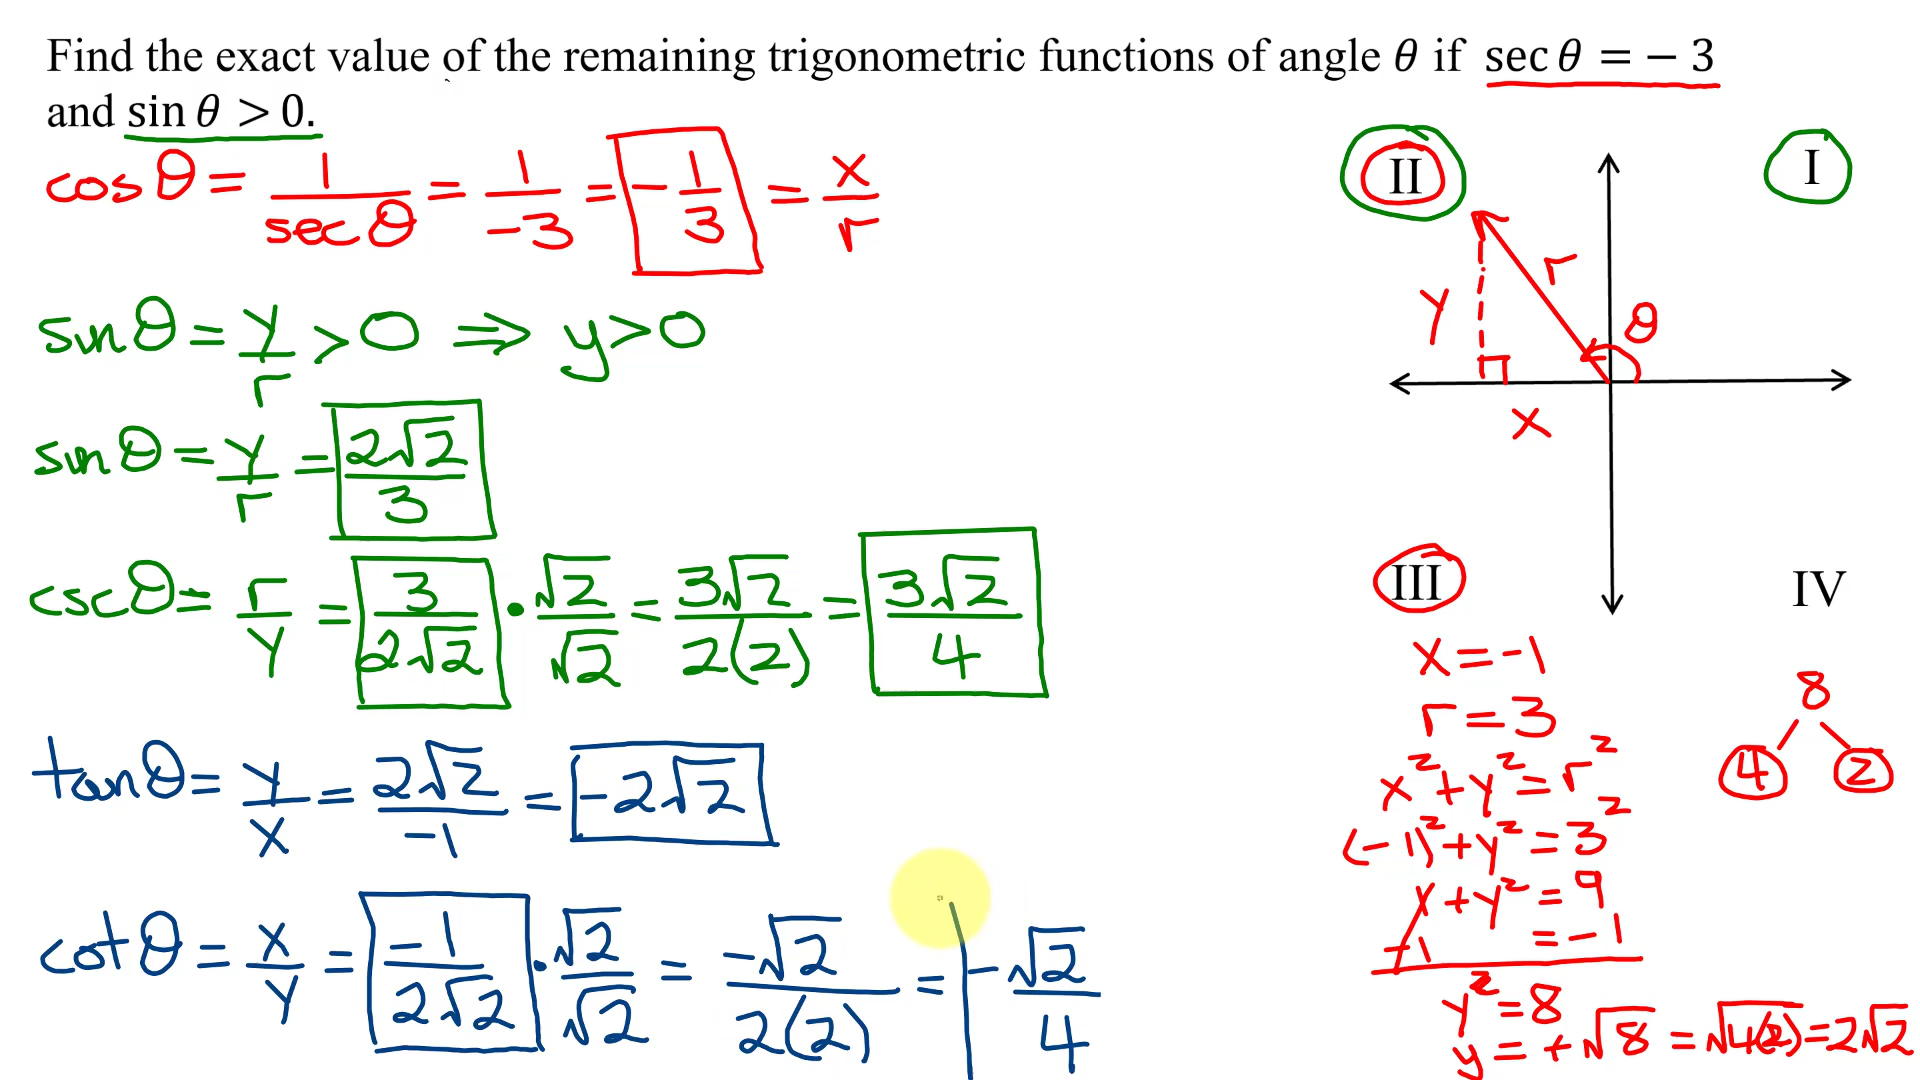 Find the exact value of the remaining trigonometric functions of angle θ if sec θ = − 3
and sin θ > 0.
cos θ = 1/sec θ = 1/−3 = −1/3 = x/r
sin θ = y/r > 0 ⇒ y > 0
sin θ = y/r = 2√2/3
csc θ = r/y = 3/2√2 · √2/√2 = 3√2/2(2) = 3√2/4
tan θ = y/x = 2√2/−1 = −2√2
cot θ = x/y = −1/2√2 · √2/√2 = −√2/2(2) = −√2/4
II
I
r
y
θ
x
III
IV
x = −1
r = 3
x² + y² = r²
(−1)² + y² = 3²
1 + y² = 9
−1 = −1
y² = 8
y = +√8 = √4(2) = 2√2
8
4 2